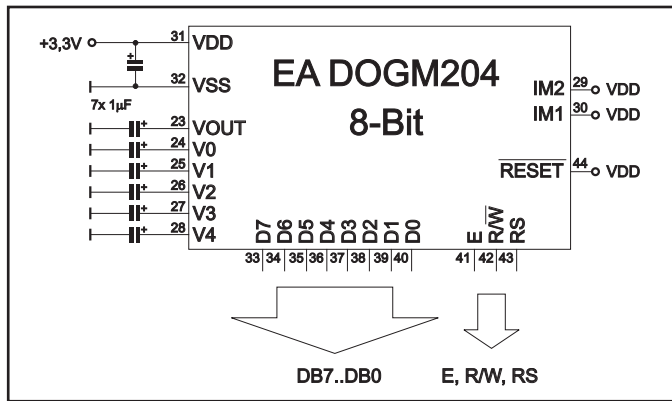 +3,3V
31 VDD
32 VSS
7x 1µF
23 VOUT
24 V0
25 V1
26 V2
27 V3
28 V4
EA DOGM204
8-Bit
IM2 29 VDD
IM1 30 VDD
RESET 44 VDD
D7 D6 D5 D4 D3 D2 D1 D0
33 34 35 36 37 38 39 40
E R/W RS
41 42 43
DB7..DB0
E, R/W, RS